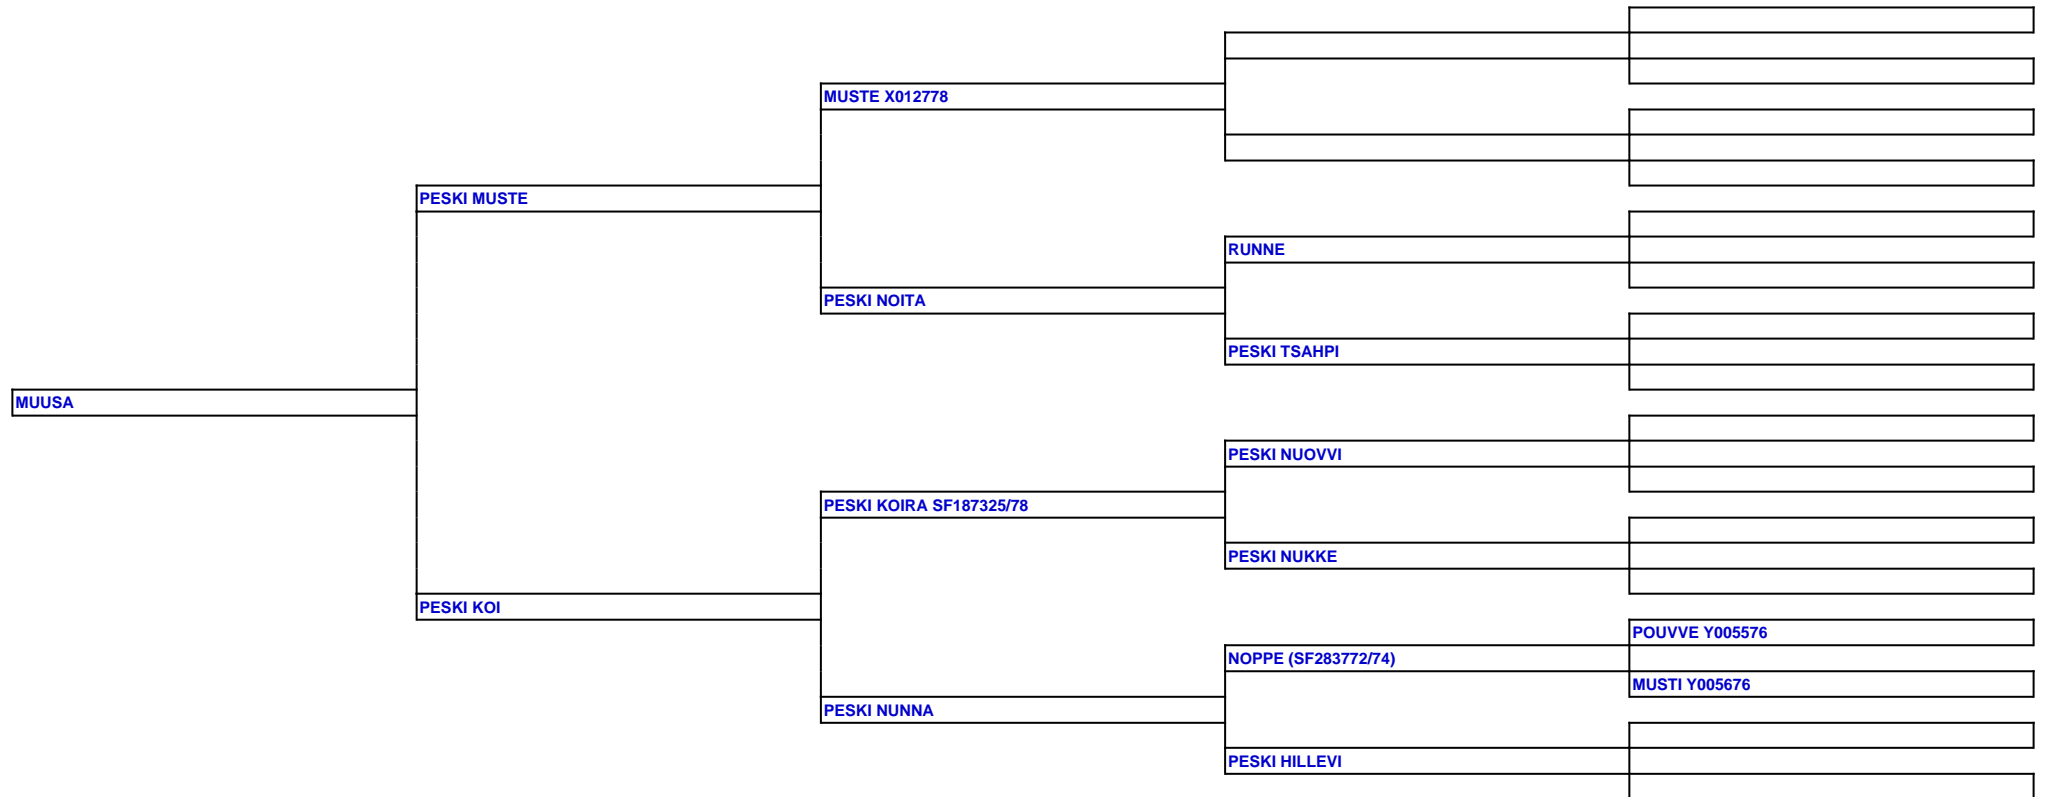 MUSTE X012778
PESKI MUSTE
RUNNE
PESKI NOITA
PESKI TSAHPI
MUUSA
PESKI NUOVVI
PESKI KOIRA SF187325/78
PESKI NUKKE
PESKI KOI
POUVVE Y005576
NOPPE (SF283772/74)
MUSTI Y005676
PESKI NUNNA
PESKI HILLEVI